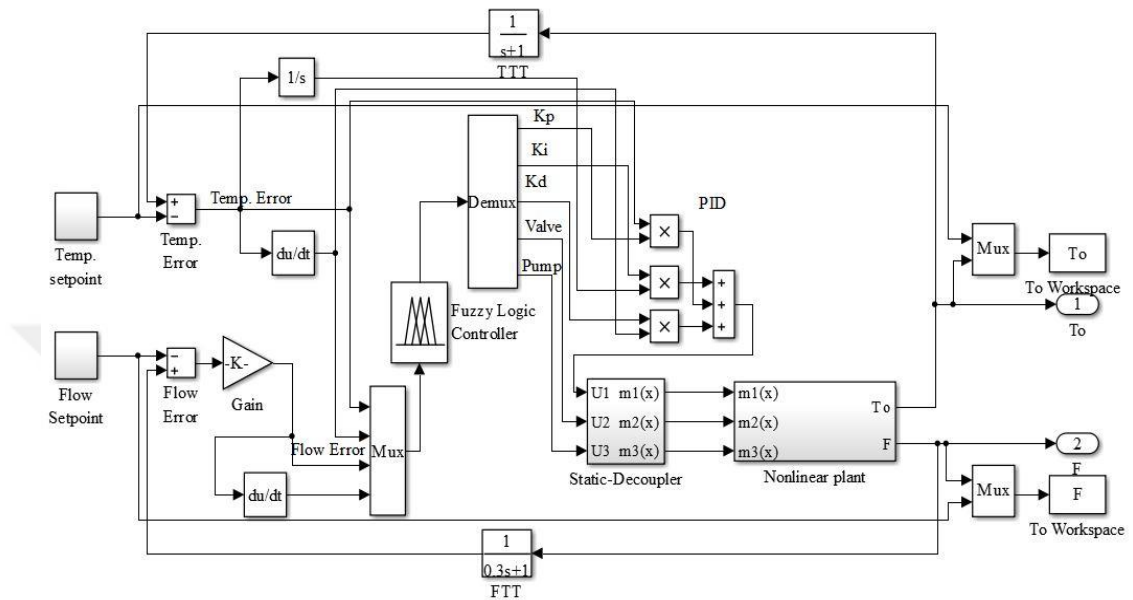 1
s+1
TTT
1/s
Kp
Ki
Kd
Demux
Valve
Pump
PID
×
×
×
+
+
+
Temp.
setpoint
+
−
Temp. Error
Temp.
Error
du/dt
Fuzzy Logic
Controller
Mux
To
To Workspace
1
To
Flow
Setpoint
−
+
Flow
Error
-K-
Gain
Flow Error
du/dt
Mux
U1 m1(x)
U2 m2(x)
U3 m3(x)
Static-Decoupler
m1(x)
m2(x)
m3(x)
To
F
Nonlinear plant
2
F
Mux
F
To Workspace
1
0.3s+1
FTT